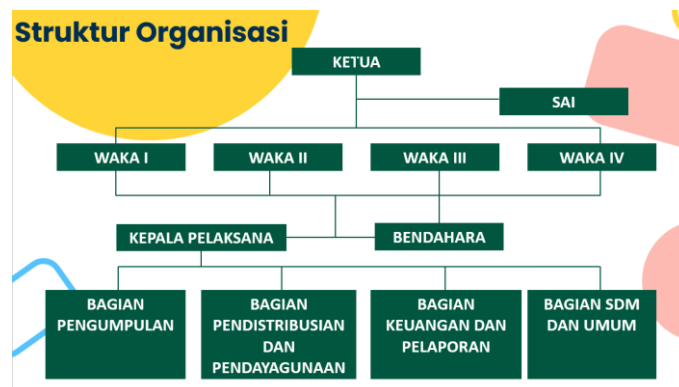 Struktur Organisasi
KETUA
SAI
WAKA I
WAKA II
WAKA III
WAKA IV
KEPALA PELAKSANA
BENDAHARA
BAGIAN
PENGUMPULAN
BAGIAN
PENDISTRIBUSIAN
DAN
PENDAYAGUNAAN
BAGIAN
KEUANGAN DAN
PELAPORAN
BAGIAN SDM
DAN UMUM